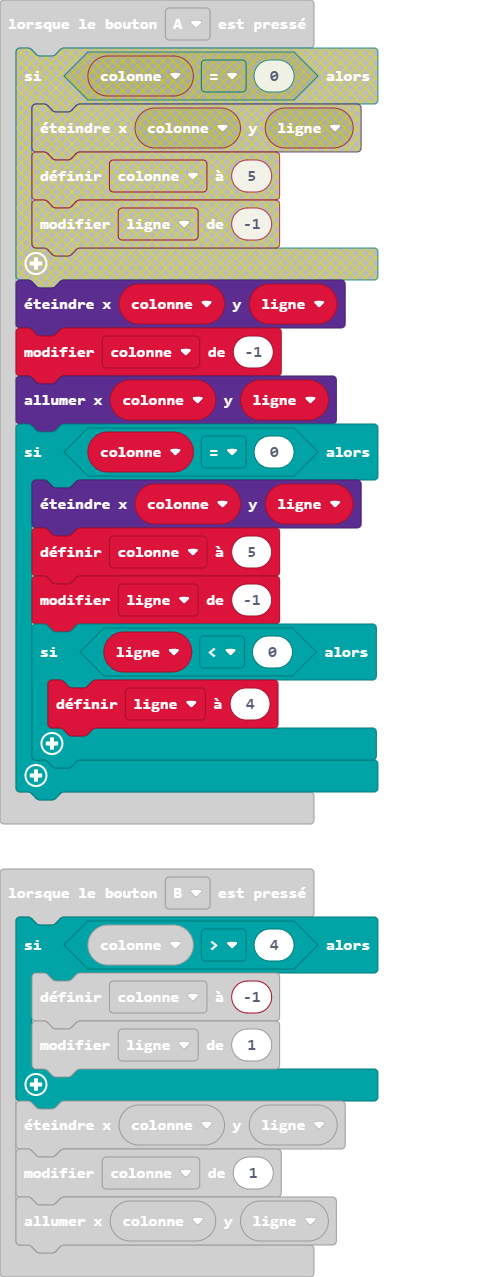 lorsque le bouton A est pressé
si colonne = 0 alors
éteindre x colonne y ligne
définir colonne à 5
modifier ligne de -1
éteindre x colonne y ligne
modifier colonne de -1
allumer x colonne y ligne
si colonne = 0 alors
éteindre x colonne y ligne
définir colonne à 5
modifier ligne de -1
si ligne < 0 alors
définir ligne à 4
lorsque le bouton B est pressé
si colonne > 4 alors
définir colonne à -1
modifier ligne de 1
éteindre x colonne y ligne
modifier colonne de 1
allumer x colonne y ligne